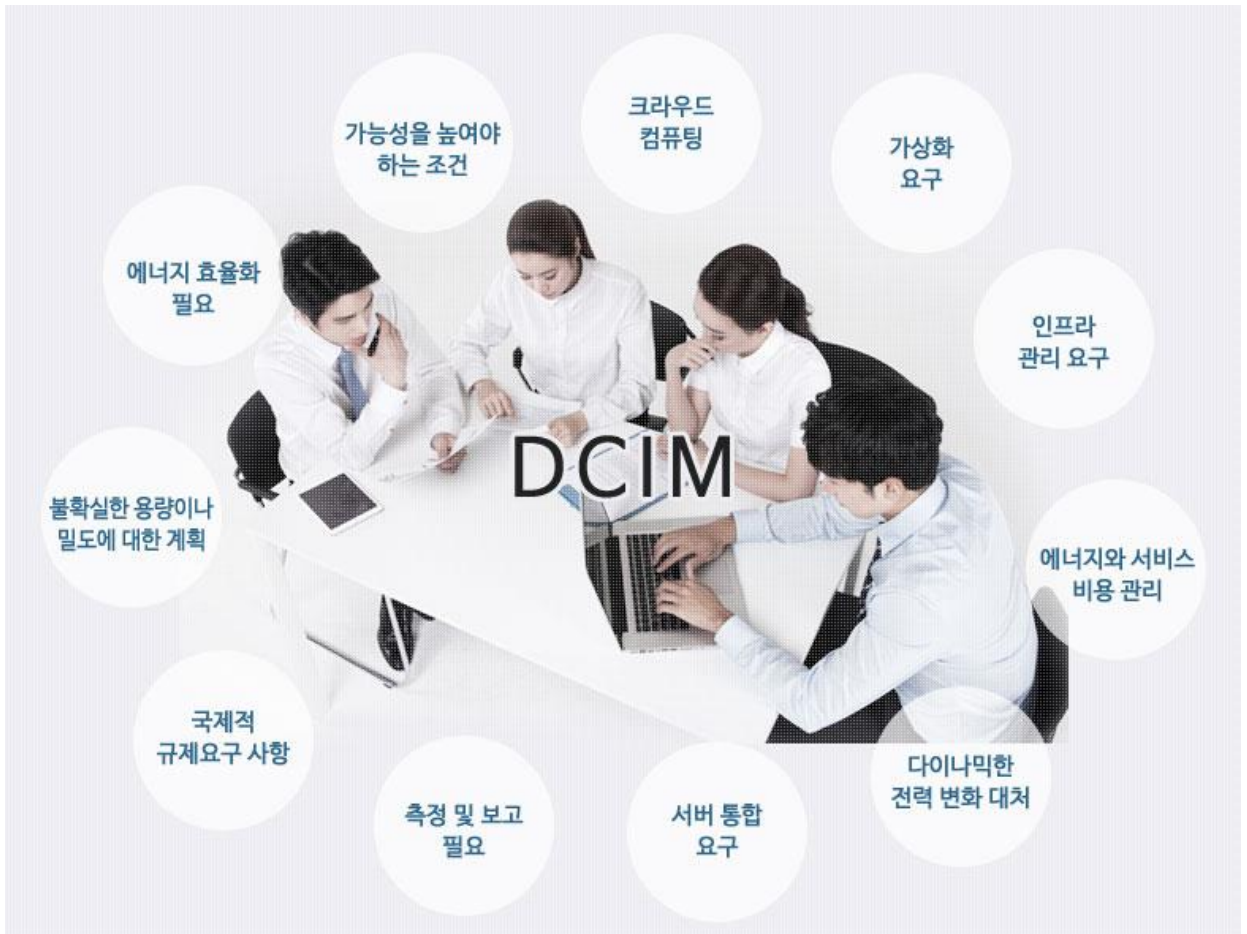 크라우드
컴퓨팅
가능성을 높여야
하는 조건
가상화
요구
에너지 효율화
필요
인프라
관리 요구
DCIM
불확실한 용량이나
밀도에 대한 계획
에너지와 서비스
비용 관리
국제적
규제요구 사항
다이나믹한
전력 변화 대처
측정 및 보고
필요
서버 통합
요구